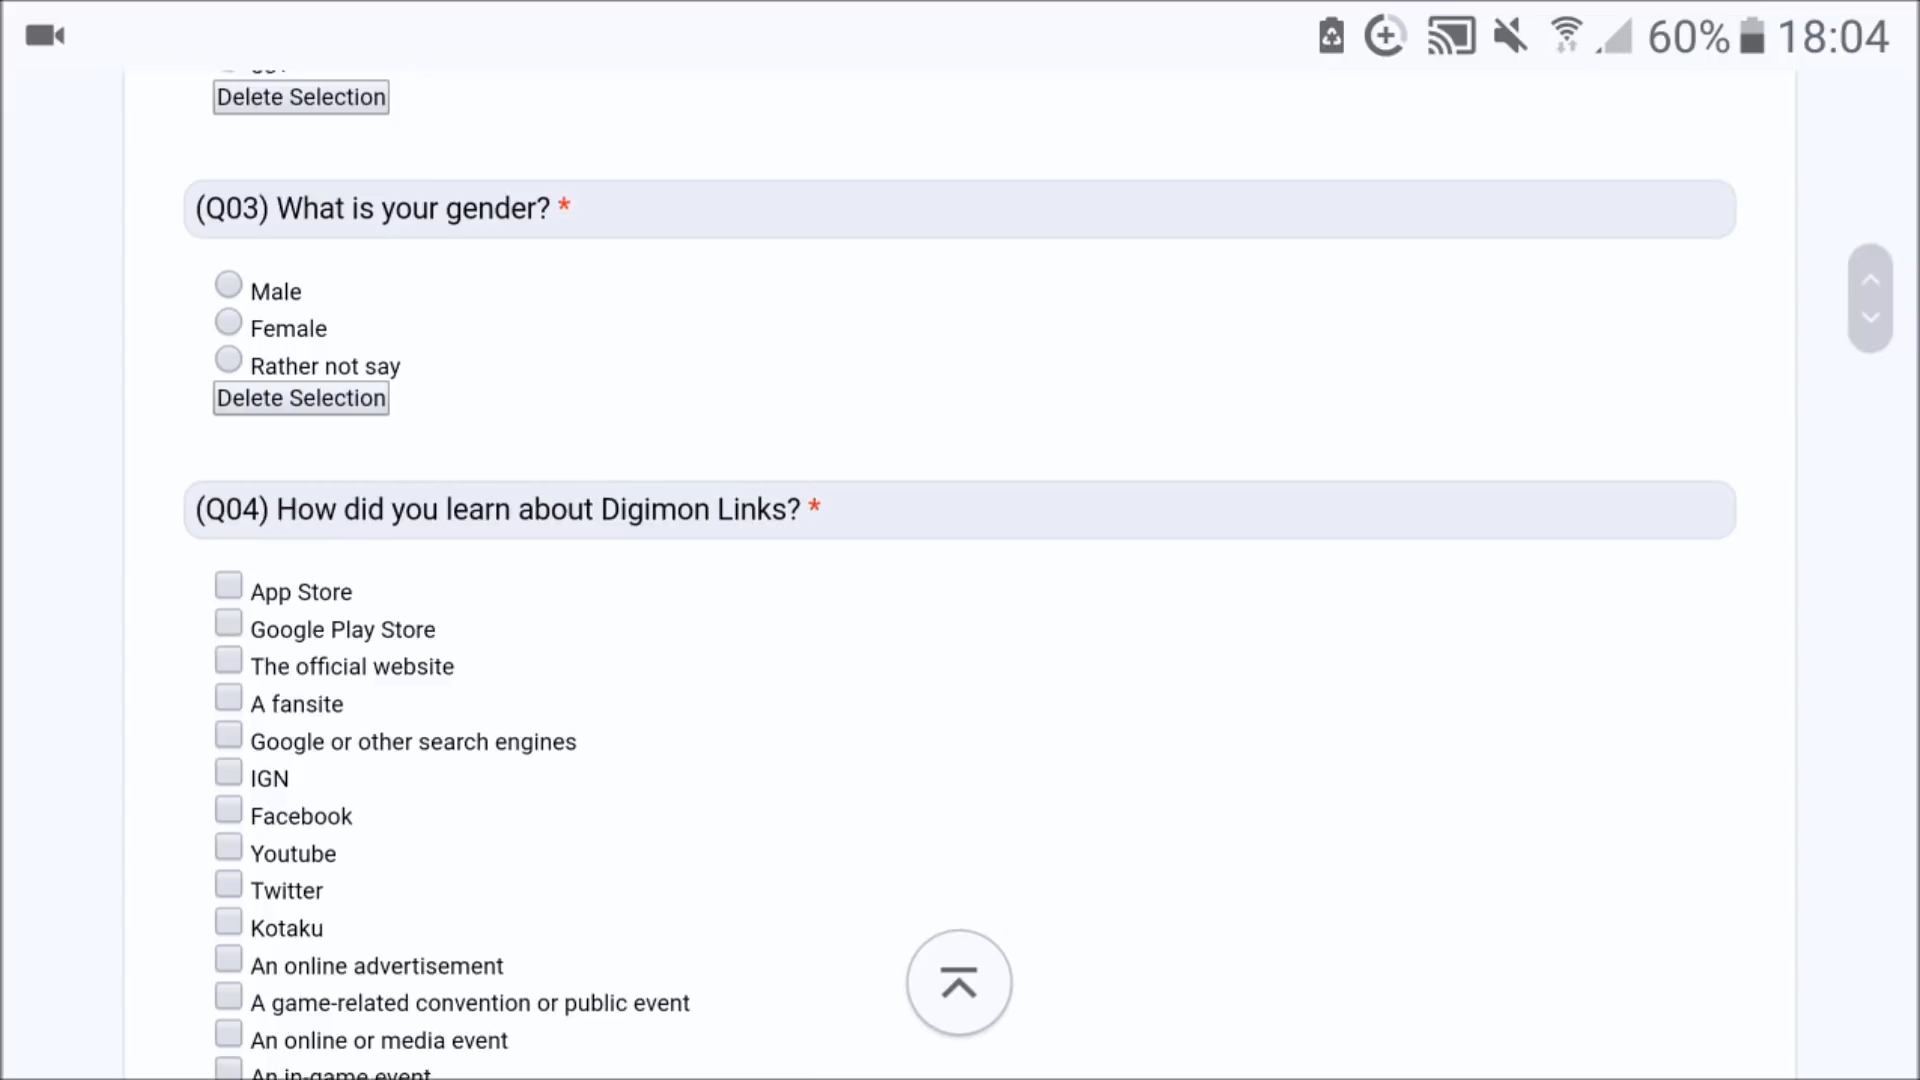 60% 18:04
Delete Selection
(Q03) What is your gender? *
Male
Female
Rather not say
Delete Selection
(Q04) How did you learn about Digimon Links? *
App Store
Google Play Store
The official website
A fansite
Google or other search engines
IGN
Facebook
Youtube
Twitter
Kotaku
An online advertisement
A game-related convention or public event
An online or media event
An in-game event